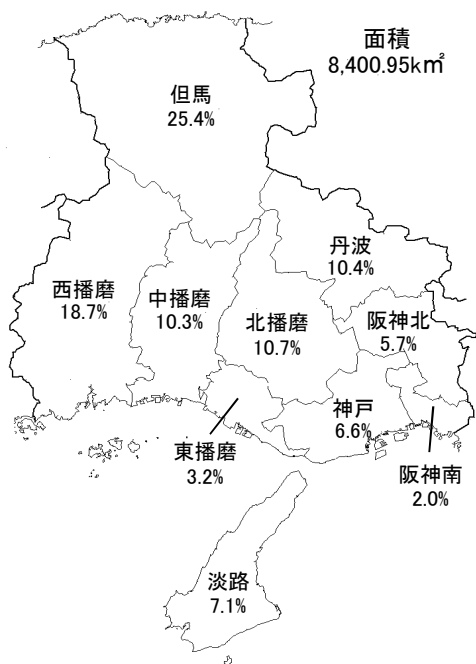 面積
8,400.95k㎡
但馬
25.4%
丹波
10.4%
西播磨
18.7%
中播磨
10.3%
北播磨
10.7%
阪神北
5.7%
神戸
6.6%
東播磨
3.2%
阪神南
2.0%
淡路
7.1%